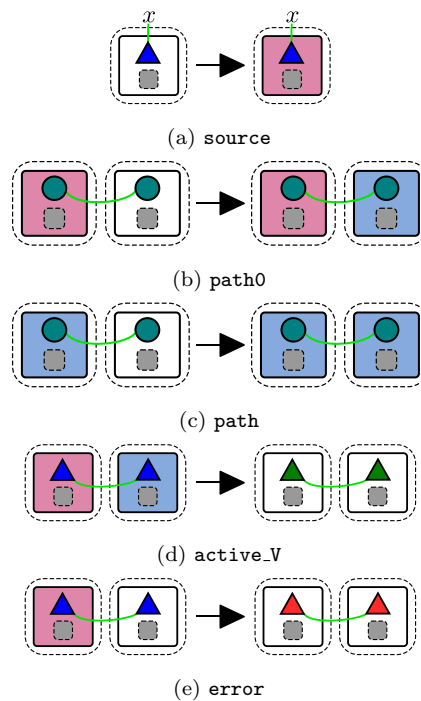 x x
(a) source
(b) path0
(c) path
(d) active_V
(e) error